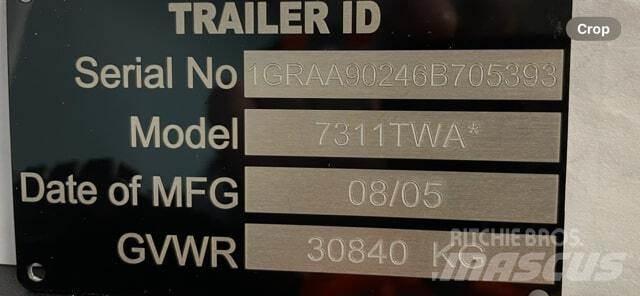 TRAILER ID
Crop
Serial No 1GRAA90246B705393
Model 7311TWA*
Date of MFG 08/05
GVWR 30840 KG
RITCHIE BROS.
MASCUS